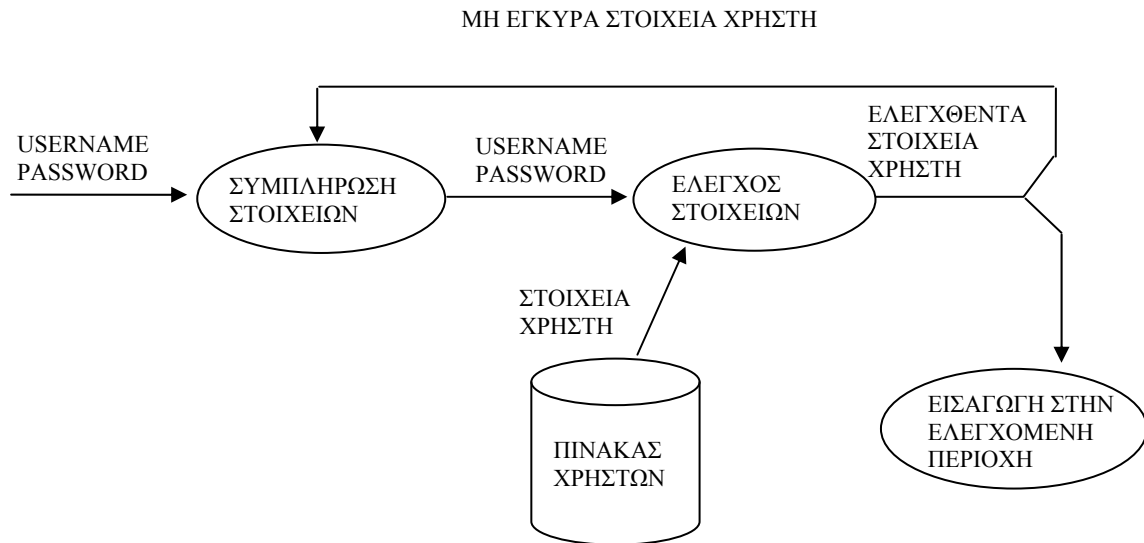 ΜΗ ΕΓΚΥΡΑ ΣΤΟΙΧΕΙΑ ΧΡΗΣΤΗ
USERNAME
PASSWORD
ΣΥΜΠΛΗΡΩΣΗ
ΣΤΟΙΧΕΙΩΝ
USERNAME
PASSWORD
ΕΛΕΓΧΟΣ
ΣΤΟΙΧΕΙΩΝ
ΕΛΕΓΧΘΕΝΤΑ
ΣΤΟΙΧΕΙΑ
ΧΡΗΣΤΗ
ΣΤΟΙΧΕΙΑ
ΧΡΗΣΤΗ
ΠΙΝΑΚΑΣ
ΧΡΗΣΤΩΝ
ΕΙΣΑΓΩΓΗ ΣΤΗΝ
ΕΛΕΓΧΟΜΕΝΗ
ΠΕΡΙΟΧΗ